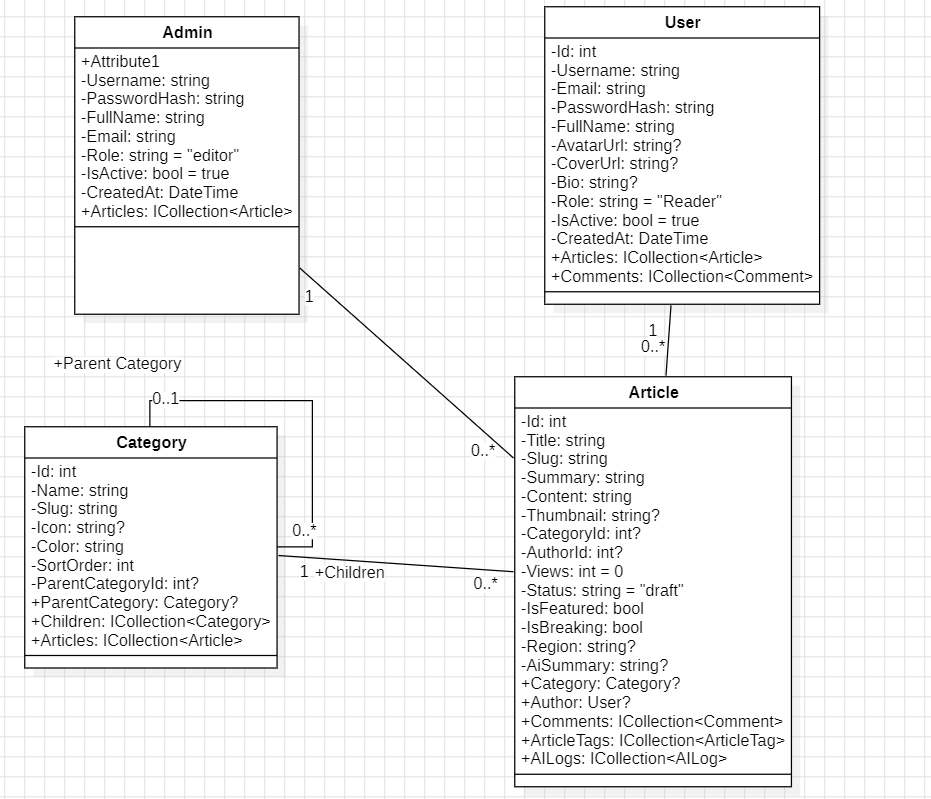 Admin
+Attribute1
-Username: string
-PasswordHash: string
-FullName: string
-Email: string
-Role: string = "editor"
-IsActive: bool = true
-CreatedAt: DateTime
+Articles: ICollection<Article>
User
-Id: int
-Username: string
-Email: string
-PasswordHash: string
-FullName: string
-AvatarUrl: string?
-CoverUrl: string?
-Bio: string?
-Role: string = "Reader"
-IsActive: bool = true
-CreatedAt: DateTime
+Articles: ICollection<Article>
+Comments: ICollection<Comment>
1
1
0..*
+Parent Category
0..1
Category
-Id: int
-Name: string
-Slug: string
-Icon: string?
-Color: string
-SortOrder: int
-ParentCategoryId: int?
+ParentCategory: Category?
+Children: ICollection<Category>
+Articles: ICollection<Article>
0..*
0..*
1 +Children
0..*
Article
-Id: int
-Title: string
-Slug: string
-Summary: string
-Content: string
-Thumbnail: string?
-CategoryId: int?
-AuthorId: int?
-Views: int = 0
-Status: string = "draft"
-IsFeatured: bool
-IsBreaking: bool
-Region: string?
-AiSummary: string?
+Category: Category?
+Author: User?
+Comments: ICollection<Comment>
+ArticleTags: ICollection<ArticleTag>
+AILogs: ICollection<AILog>